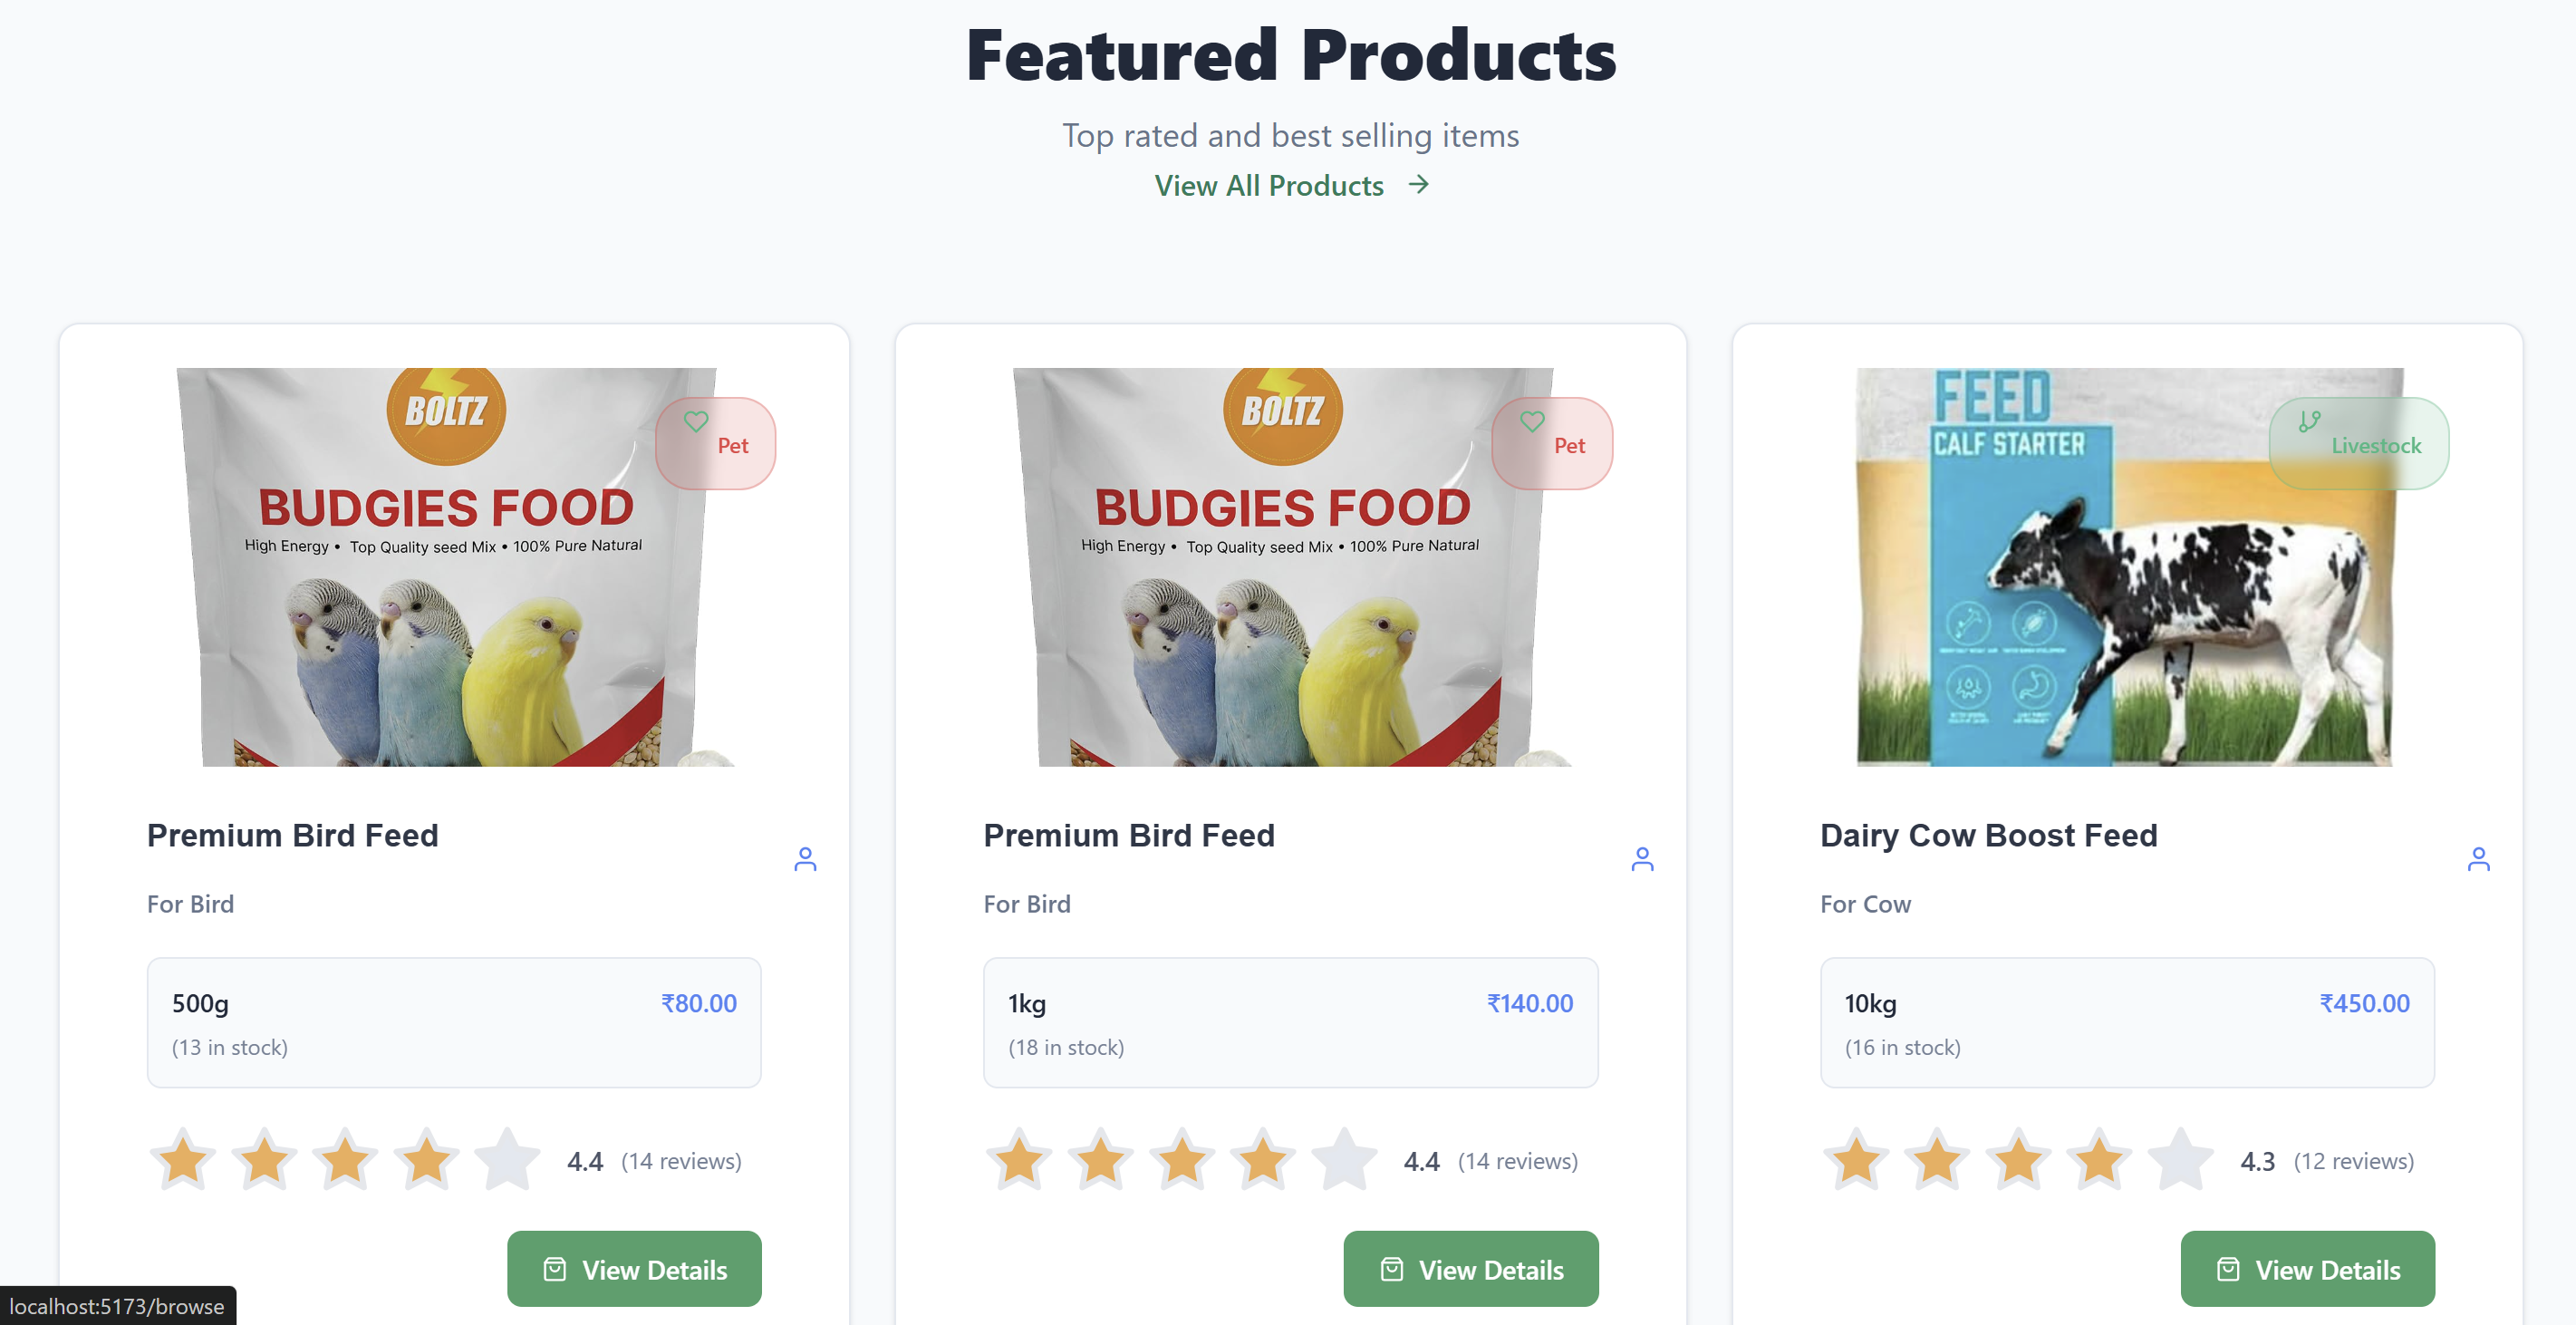 Featured Products
Top rated and best selling items
View All Products →
BOLTZ
Pet
BUDGIES FOOD
High Energy • Top Quality seed Mix • 100% Pure Natural
Premium Bird Feed
For Bird
500g ₹80.00
(13 in stock)
4.4 (14 reviews)
View Details
BOLTZ
Pet
BUDGIES FOOD
High Energy • Top Quality seed Mix • 100% Pure Natural
Premium Bird Feed
For Bird
1kg ₹140.00
(18 in stock)
4.4 (14 reviews)
View Details
FEED
CALF STARTER
Livestock
Dairy Cow Boost Feed
For Cow
10kg ₹450.00
(16 in stock)
4.3 (12 reviews)
View Details
localhost:5173/browse